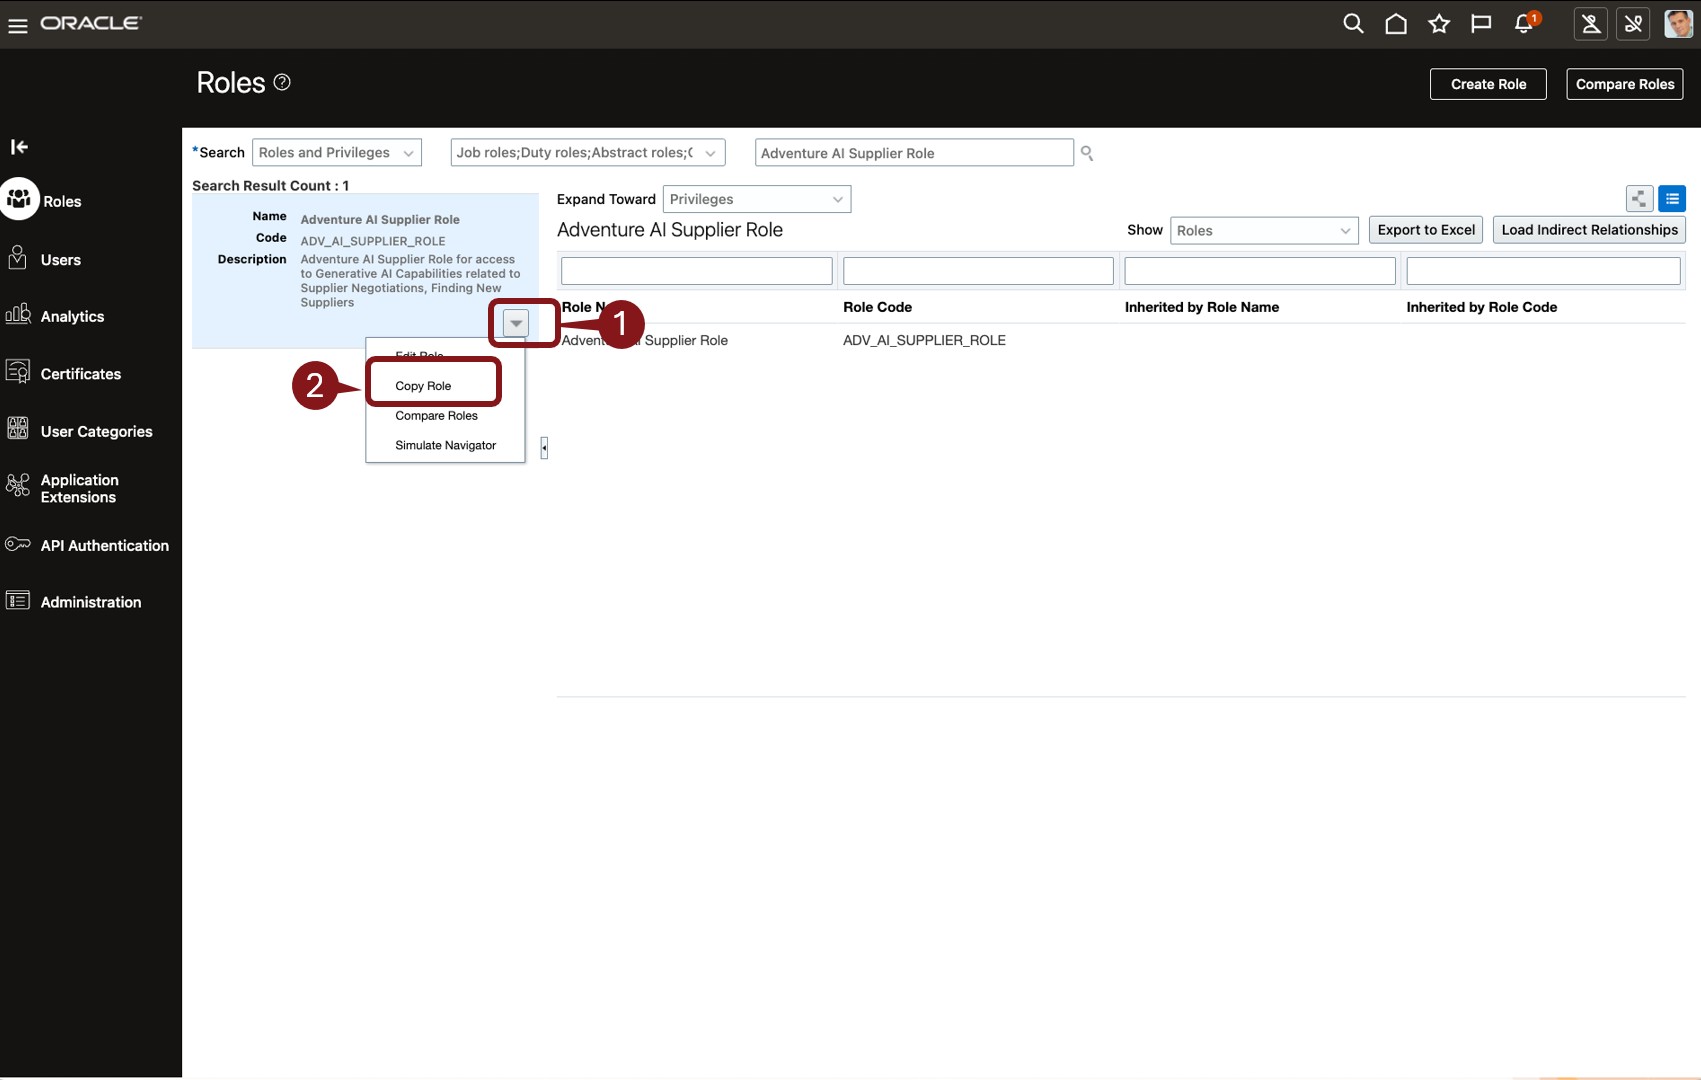 ORACLE
1
Roles ?
Create Role
Compare Roles
*Search
Roles and Privileges
Job roles;Duty roles;Abstract roles;
Adventure AI Supplier Role
Search Result Count : 1
Name
Adventure AI Supplier Role
Code
ADV_AI_SUPPLIER_ROLE
Description
Adventure AI Supplier Role for access
to Generative AI Capabilities related to
Supplier Negotiations, Finding New
Suppliers
Edit Role
Copy Role
Compare Roles
Simulate Navigator
1
2
Roles
Users
Analytics
Certificates
User Categories
Application
Extensions
API Authentication
Administration
Expand Toward
Privileges
Adventure AI Supplier Role
Show
Roles
Export to Excel
Load Indirect Relationships
Role
Role Code
Inherited by Role Name
Inherited by Role Code
Supplier Role
ADV_AI_SUPPLIER_ROLE